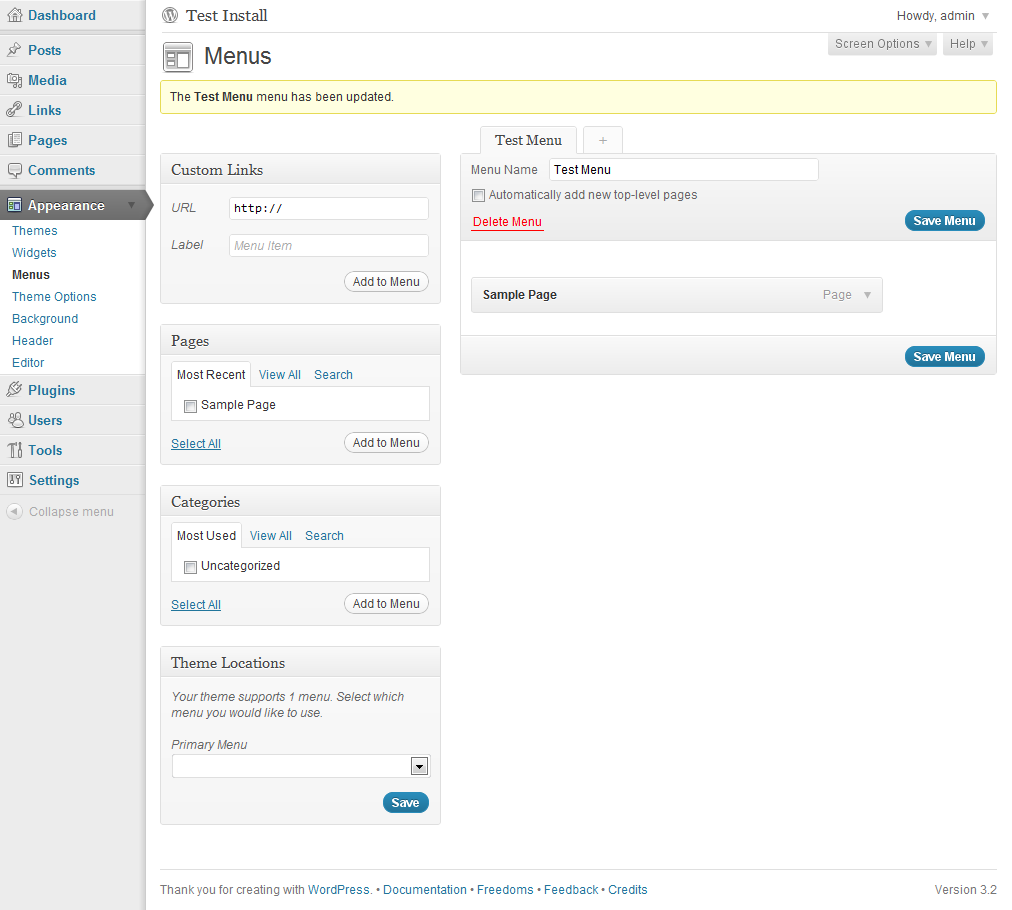 Dashboard
Posts
Media
Links
Pages
Comments
Appearance
Themes
Widgets
Menus
Theme Options
Background
Header
Editor
Plugins
Users
Tools
Settings
Collapse menu
Test Install
Howdy, admin
Menus
Screen Options
Help
The Test Menu menu has been updated.
Custom Links
URL http://
Label Menu Item
Add to Menu
Pages
Most Recent View All Search
Sample Page
Select All Add to Menu
Categories
Most Used View All Search
Uncategorized
Select All Add to Menu
Theme Locations
Your theme supports 1 menu. Select which
menu you would like to use.
Primary Menu
Save
Test Menu +
Menu Name Test Menu
Automatically add new top-level pages
Delete Menu Save Menu
Sample Page Page
Save Menu
Thank you for creating with WordPress. • Documentation • Freedoms • Feedback • Credits
Version 3.2